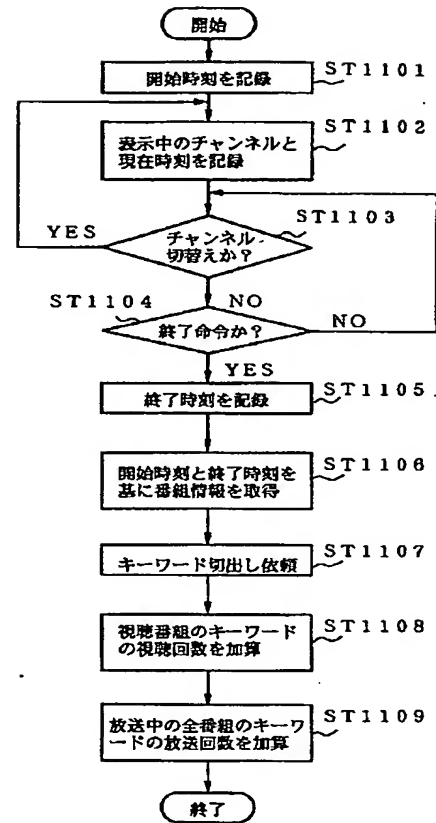 開始
開始時刻を記録
ST1101
表示中のチャンネルと
現在時刻を記録
ST1102
チャンネル
切替えか？
ST1103
YES
NO
終了命令か？
ST1104
NO
YES
終了時刻を記録
ST1105
開始時刻と終了時刻を
基に番組情報を取得
ST1106
キーワード切出し依頼
ST1107
視聴番組のキーワード
の視聴回数を加算
ST1108
放送中の全番組のキーワ
ードの放送回数を加算
ST1109
終了